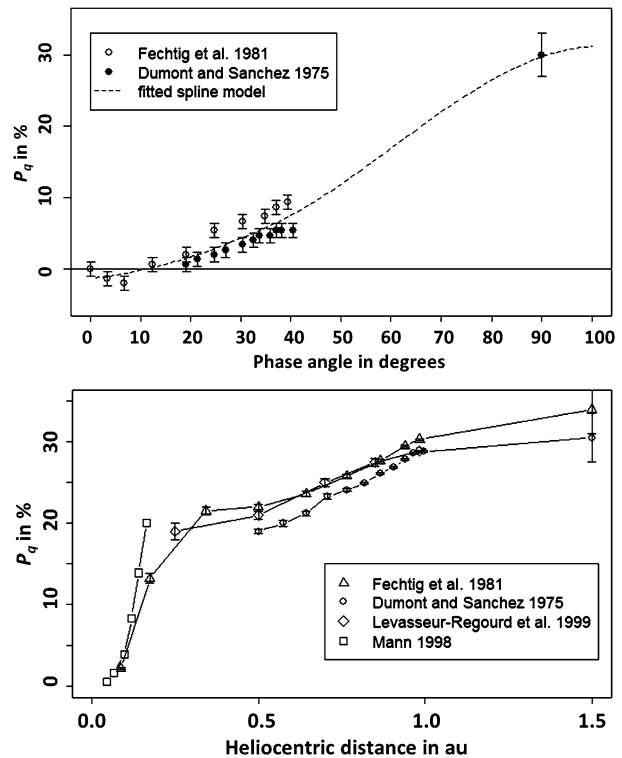 30
20
10
0
P_q in %
Fechtig et al. 1981
Dumont and Sanchez 1975
fitted spline model
0 10 20 30 40 50 60 70 80 90 100
Phase angle in degrees
30
20
10
0
P_q in %
Fechtig et al. 1981
Dumont and Sanchez 1975
Levasseur-Regourd et al. 1999
Mann 1998
0.0 0.5 1.0 1.5
Heliocentric distance in au